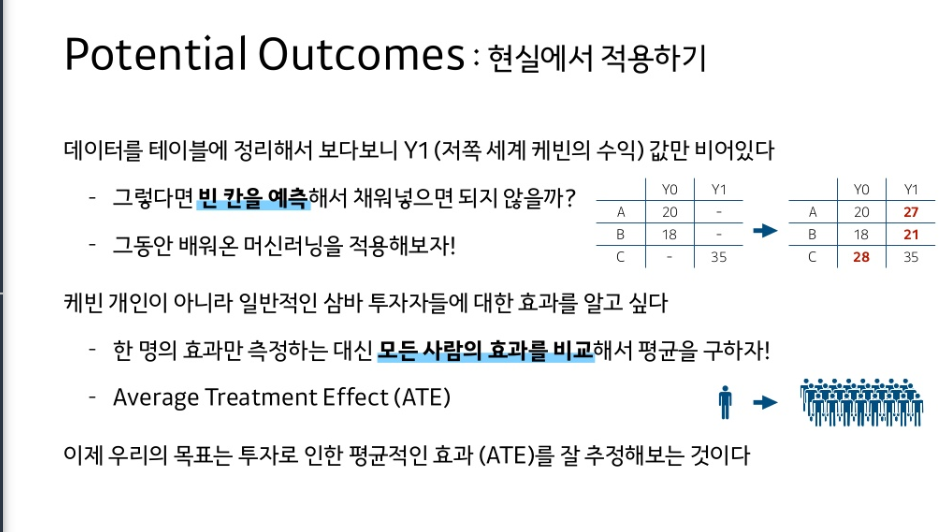 Potential Outcomes : 현실에서 적용하기
데이터를 테이블에 정리해서 보다보니 Y1 (저쪽 세계 케빈의 수익) 값만 비어있다
- 그렇다면 빈 칸을 예측해서 채워넣으면 되지 않을까?
- 그동안 배워온 머신러닝을 적용해보자!
Y0 Y1
A 20 -
B 18 -
C - 35
Y0 Y1
A 20 27
B 18 21
C 28 35
케빈 개인이 아니라 일반적인 삼바 투자자들에 대한 효과를 알고 싶다
- 한 명의 효과만 측정하는 대신 모든 사람의 효과를 비교해서 평균을 구하자!
- Average Treatment Effect (ATE)
이제 우리의 목표는 투자로 인한 평균적인 효과 (ATE)를 잘 추정해보는 것이다